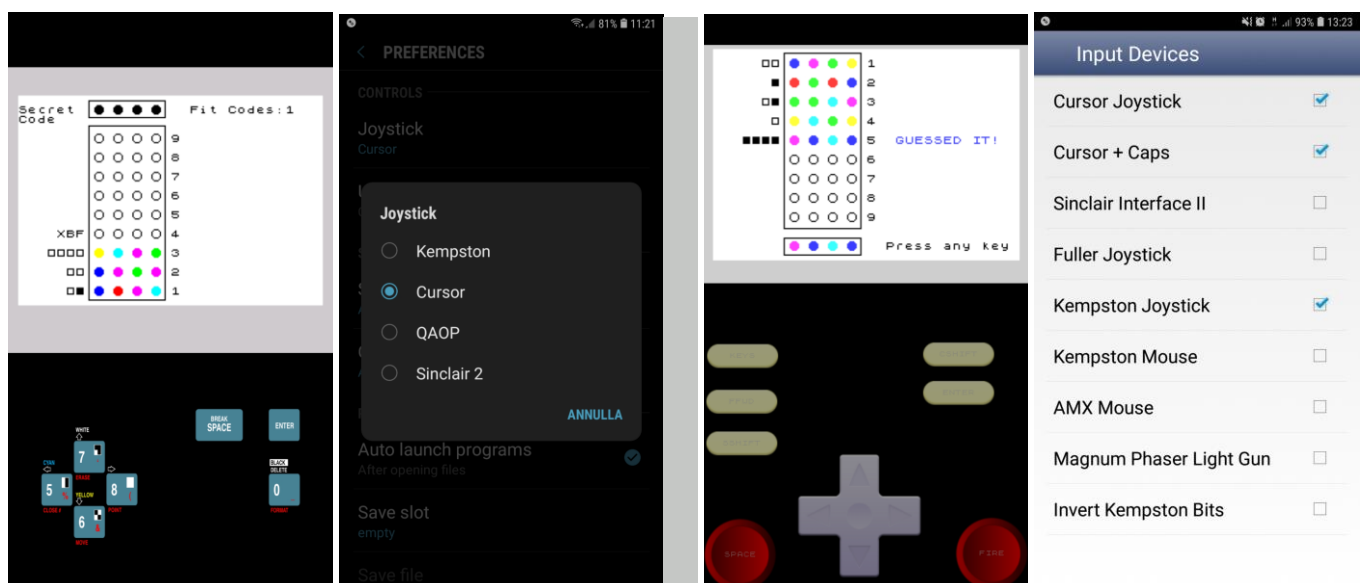 Secret Code
Fit Codes:1
9
8
7
6
5
XBF 4
3
2
1
BREAK
SPACE
ENTER
WHITE
7
ERASE
CYAN
5 %
CLOSE #
8 (
POINT
YELLOW
6 &
MOVE
BLACK
DELETE
0 _
FORMAT
81% 11:21
PREFERENCES
CONTROLS
Joystick
Cursor
Joystick
Kempston
Cursor
QAOP
Sinclair 2
ANNULLA
Auto launch programs
After opening files
Save slot
empty
Save file
1
2
3
4
5 GUESSED IT!
6
7
8
9
Press any key
SPACE
FIRE
93% 13:23
Input Devices
Cursor Joystick
Cursor + Caps
Sinclair Interface II
Fuller Joystick
Kempston Joystick
Kempston Mouse
AMX Mouse
Magnum Phaser Light Gun
Invert Kempston Bits